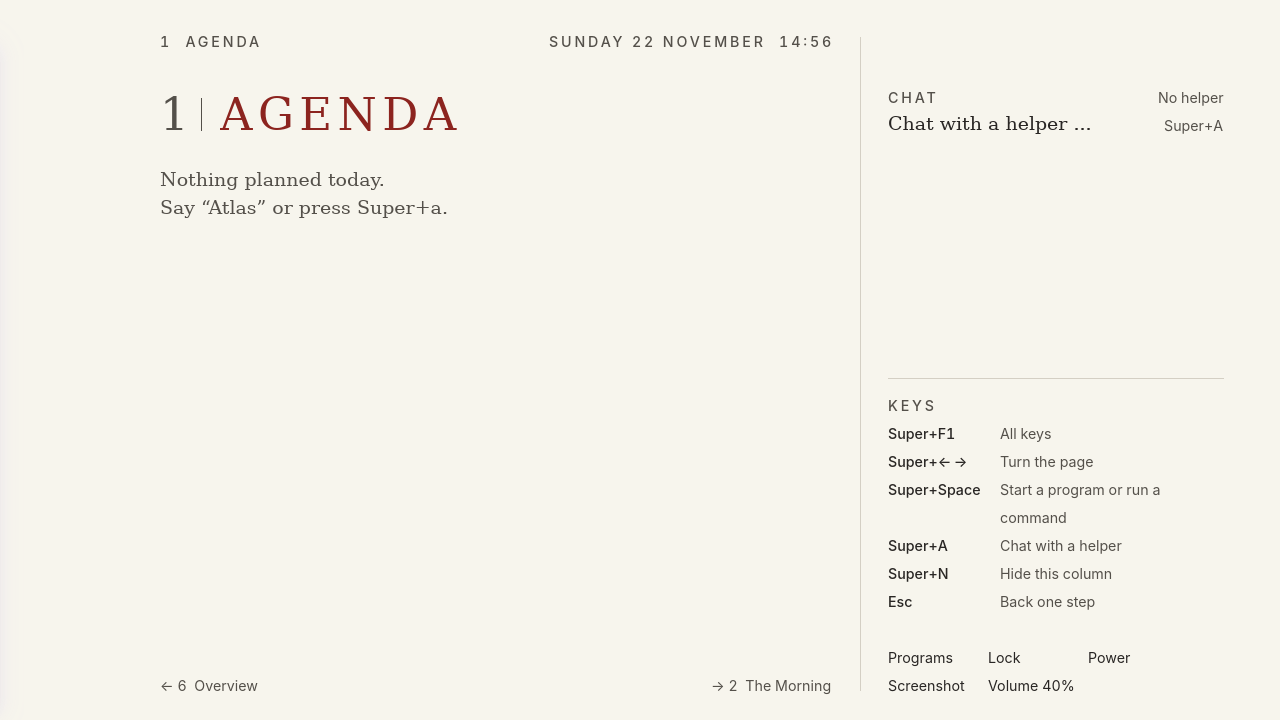 1 AGENDA
SUNDAY 22 NOVEMBER 14:56
1 AGENDA
Nothing planned today.
Say “Atlas” or press Super+a.
← 6 Overview
→ 2 The Morning
CHAT
No helper
Chat with a helper ...
Super+A
KEYS
Super+F1 All keys
Super+← → Turn the page
Super+Space Start a program or run a
command
Super+A Chat with a helper
Super+N Hide this column
Esc Back one step
Programs Lock Power
Screenshot Volume 40%